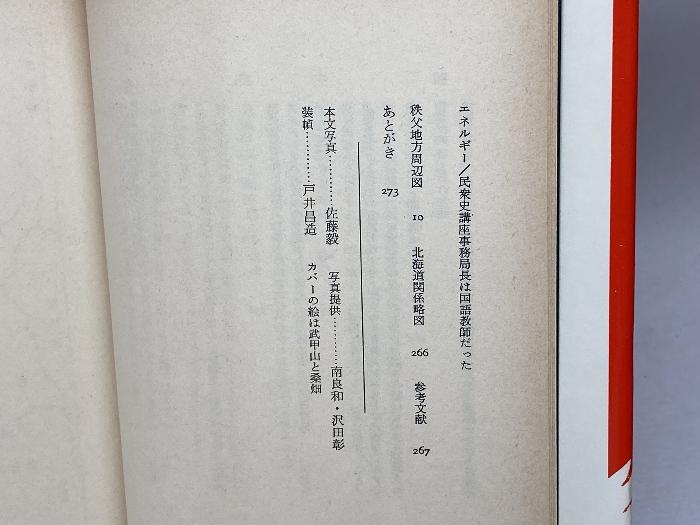 エネルギー/民衆史講座事務局長は国語教師だった
秩父地方周辺図 10 北海道関係略図 266 参考文献 267
あとがき 273
本文写真…………佐藤毅 写真提供…………南良和・沢田彰
装幀…………戸井昌造 カバーの絵は武甲山と桑畑